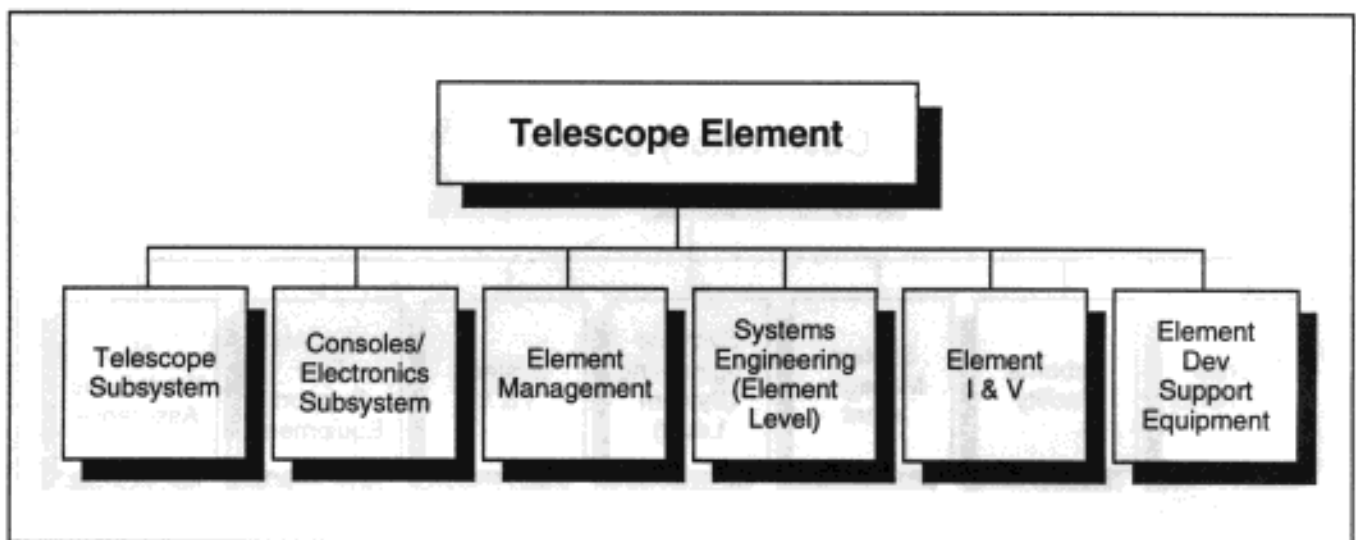 Telescope Element
Telescope
Subsystem
Consoles/
Electronics
Subsystem
Element
Management
Systems
Engineering
(Element
Level)
Element
I & V
Element
Dev
Support
Equipment